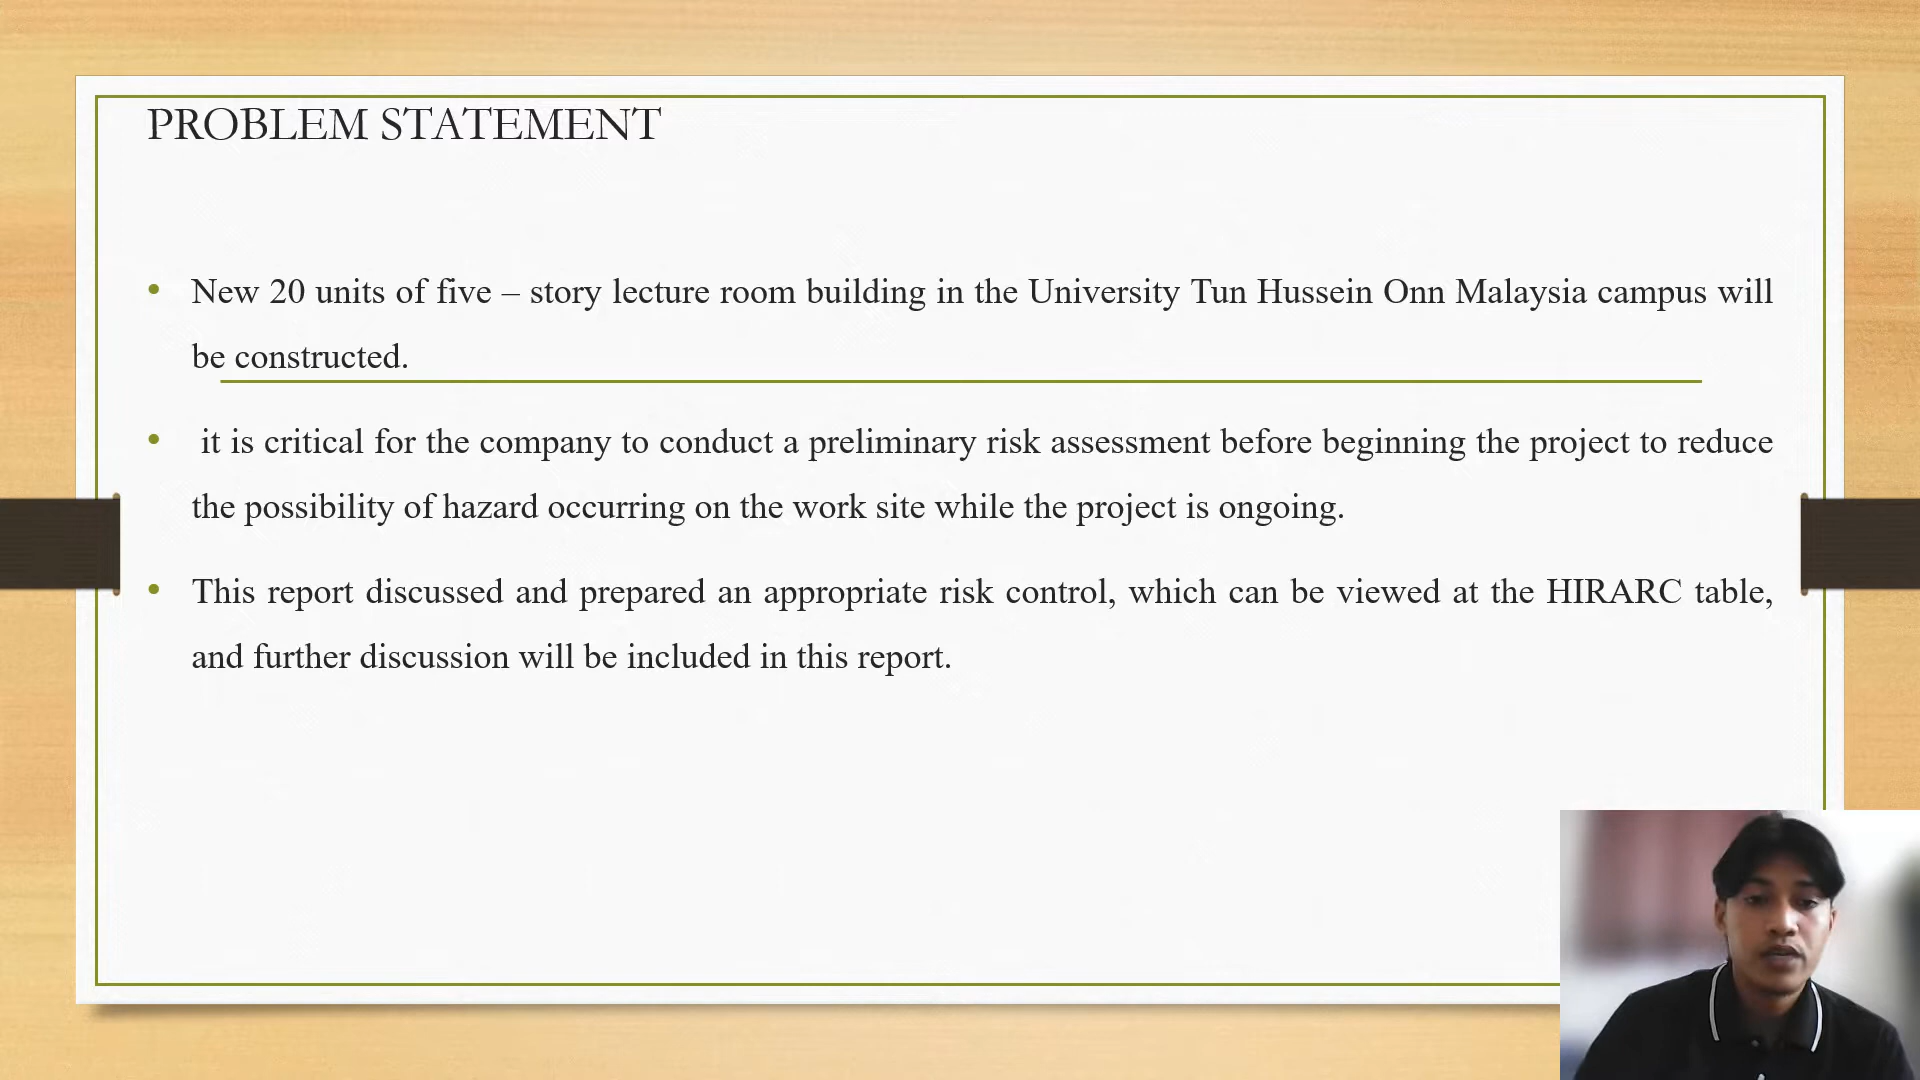 PROBLEM STATEMENT
• New 20 units of five – story lecture room building in the University Tun Hussein Onn Malaysia campus will
be constructed.
• it is critical for the company to conduct a preliminary risk assessment before beginning the project to reduce
the possibility of hazard occurring on the work site while the project is ongoing.
• This report discussed and prepared an appropriate risk control, which can be viewed at the HIRARC table,
and further discussion will be included in this report.